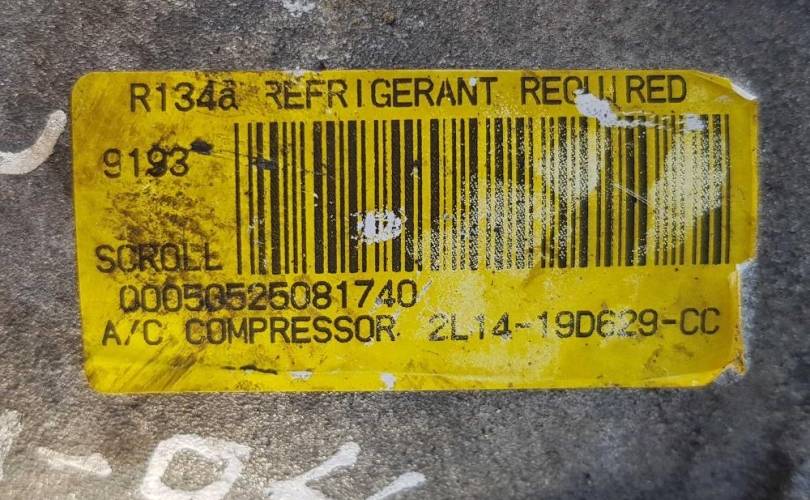 R134a REFRIGERANT REQUIRED
9193
SCROLL
00050525081740
A/C COMPRESSOR 2L14-19D629-CC